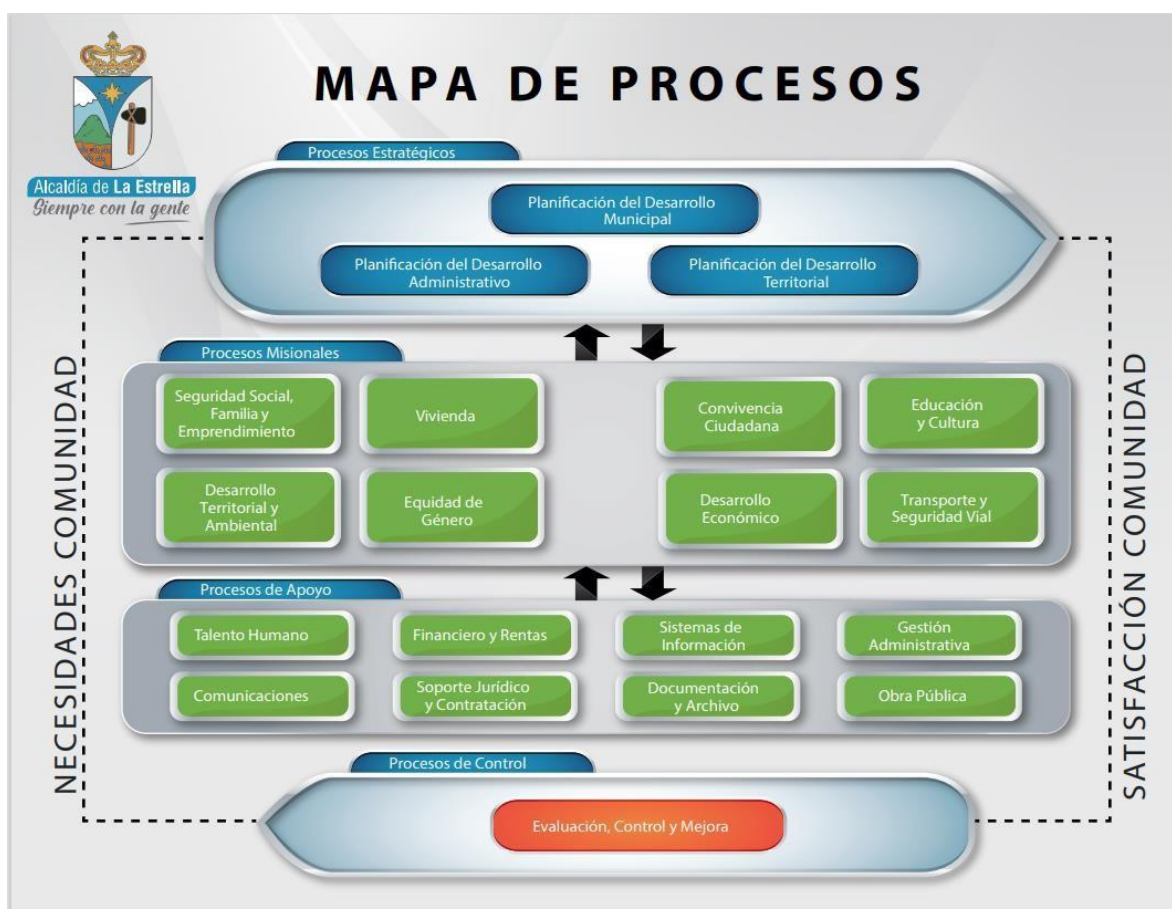 MAPA DE PROCESOS
Alcaldía de La Estrella
Siempre con la gente
Procesos Estratégicos
Planificación del Desarrollo
Municipal
Planificación del Desarrollo
Administrativo
Planificación del Desarrollo
Territorial
NECESIDADES COMUNIDAD
Procesos Misionales
Seguridad Social,
Familia y
Emprendimiento
Vivienda
Convivencia
Ciudadana
Educación
y Cultura
Desarrollo
Territorial y
Ambiental
Equidad de
Género
Desarrollo
Económico
Transporte y
Seguridad Vial
SATISFACCIÓN COMUNIDAD
Procesos de Apoyo
Talento Humano
Financiero y Rentas
Sistemas de
Información
Gestión
Administrativa
Comunicaciones
Soporte Jurídico
y Contratación
Documentación
y Archivo
Obra Pública
Procesos de Control
Evaluación, Control y Mejora